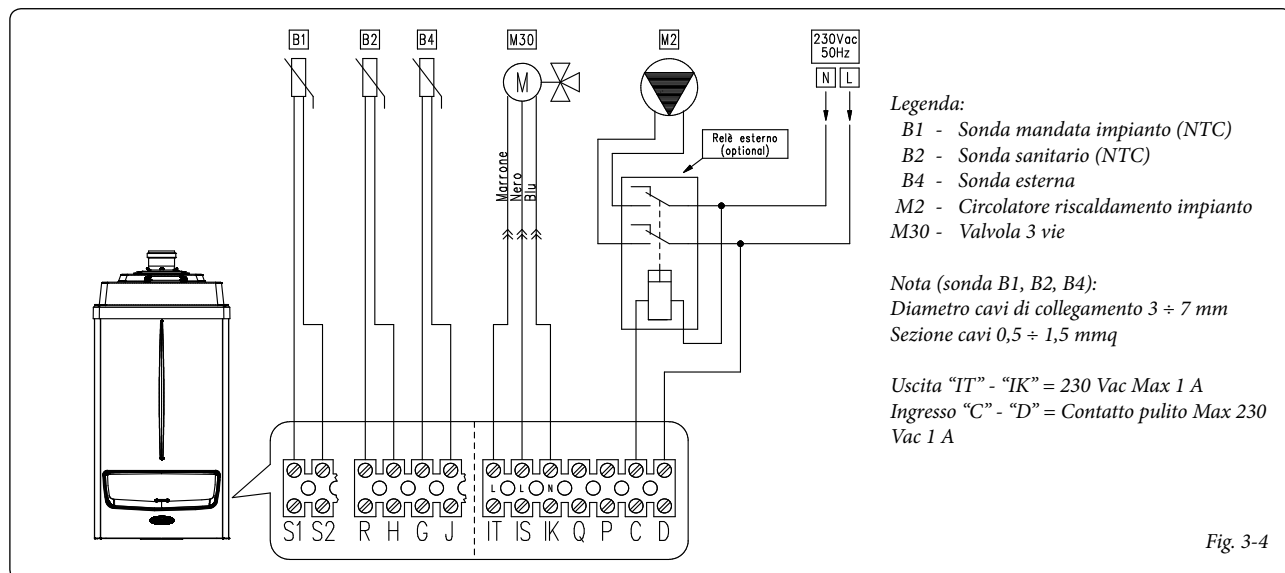 B1
B2
B4
M30
M2
230Vac
50Hz
N L
M
Marrone
Nero
Blu
Relè esterno
(optional)
Legenda:
B1 - Sonda mandata impianto (NTC)
B2 - Sonda sanitario (NTC)
B4 - Sonda esterna
M2 - Circolatore riscaldamento impianto
M30 - Valvola 3 vie
Nota (sonda B1, B2, B4):
Diametro cavi di collegamento 3 ÷ 7 mm
Sezione cavi 0,5 ÷ 1,5 mmq
Uscita “IT” - “IK” = 230 Vac Max 1 A
Ingresso “C” - “D” = Contatto pulito Max 230
Vac 1 A
L L N
S1 S2 R H G J IT IS IK Q P C D
Fig. 3-4